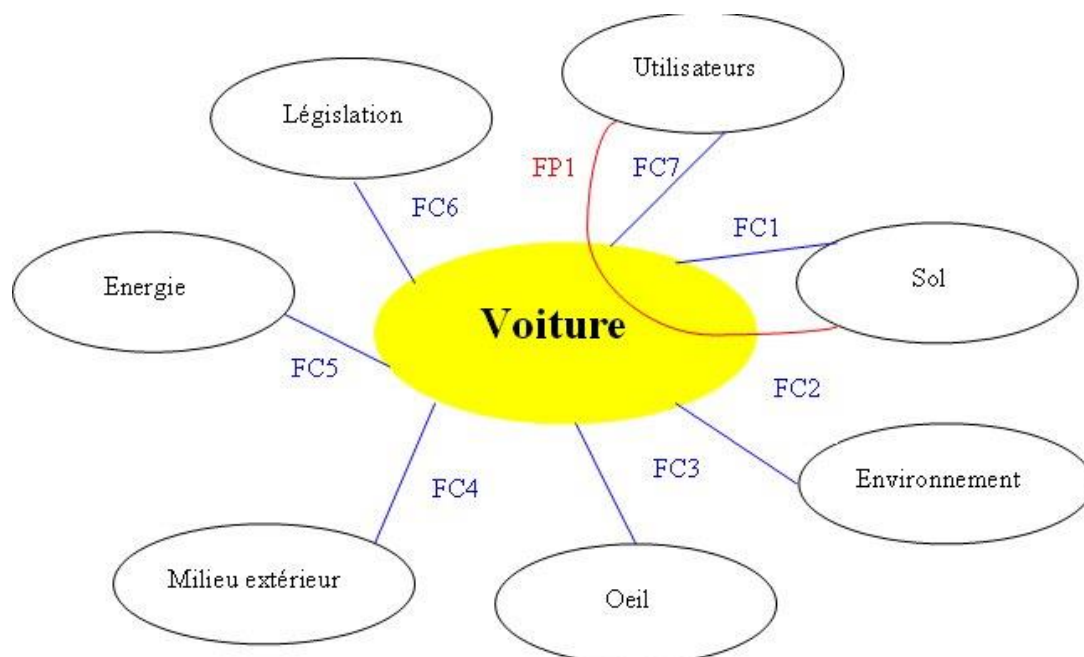 Utilisateurs
Législation
FP1
FC7
FC6
FC1
Sol
Energie
Voiture
FC5
FC2
FC3
Environnement
FC4
Milieu extérieur
Oeil